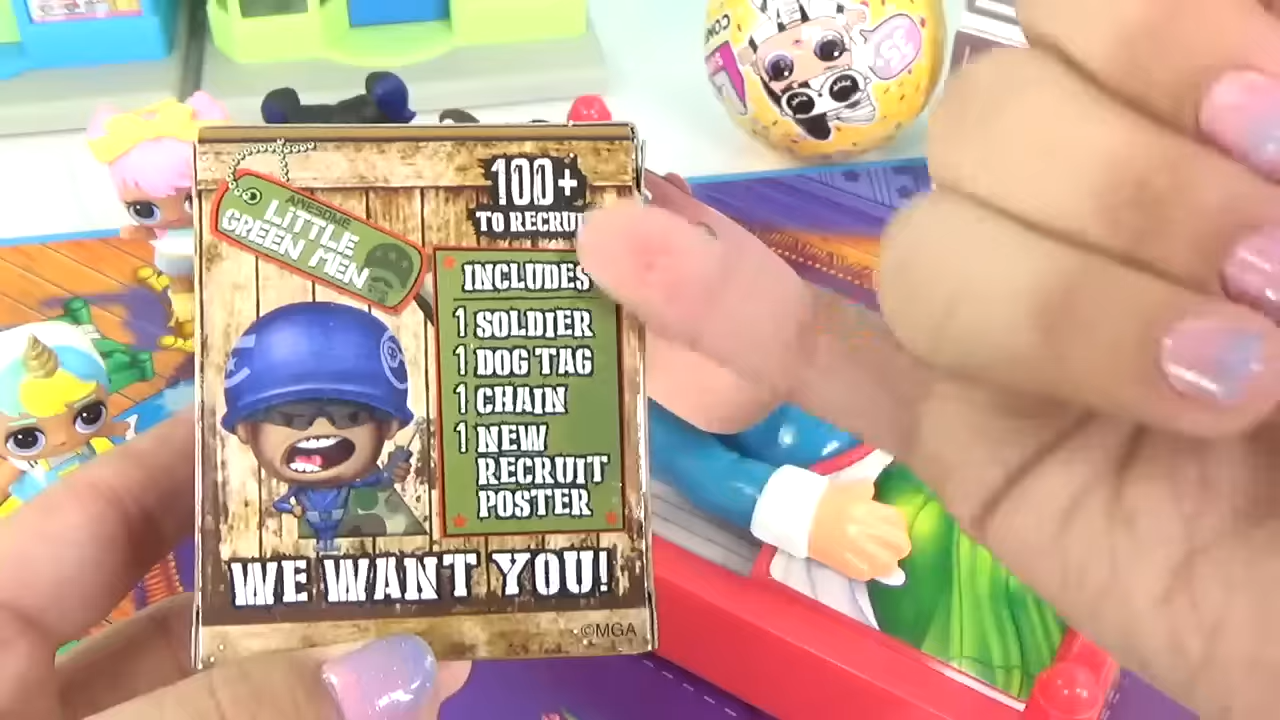 AWESOME
LiTTLE
GREEN MEN
100+
TO
INCLUDES
1 SOLDIER
1 DOG TAG
1 CHAIN
1 NEW
RECRUIT
POSTER
WE WANT YOU!
©MGA